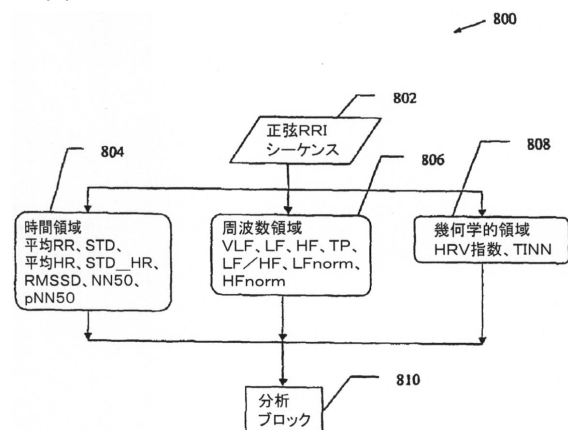 800
802
正弦RRI
シーケンス
804
806
808
時間領域
平均RR、STD、
平均HR、STD__HR、
RMSSD、NN50、
pNN50
周波数領域
VLF、LF、HF、TP、
LF／HF、LFnorm、
HFnorm
幾何学的領域
HRV指数、TINN
810
分析
ブロック